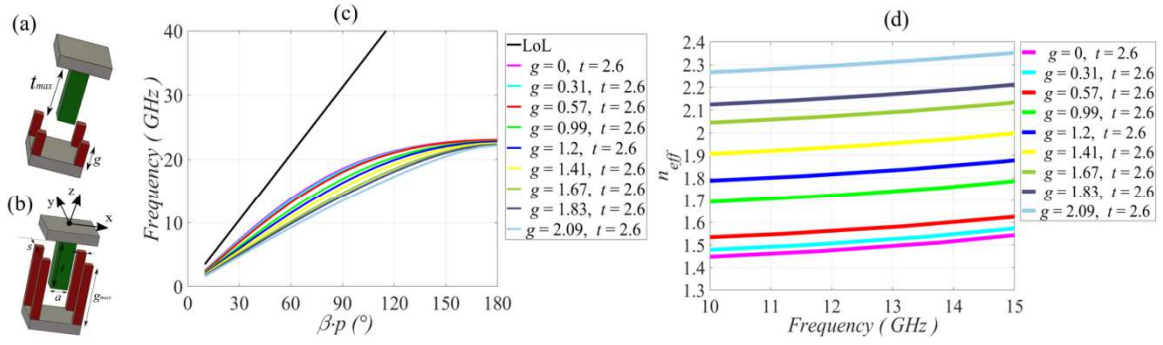 (a)
t_max
g
(b)
z
y
x
s
t
a
g_max
(c)
40
30
20
10
0
Frequency ( GHz )
0 30 60 90 120 150 180
β·p (°)
LoL
g = 0, t = 2.6
g = 0.31, t = 2.6
g = 0.57, t = 2.6
g = 0.99, t = 2.6
g = 1.2, t = 2.6
g = 1.41, t = 2.6
g = 1.67, t = 2.6
g = 1.83, t = 2.6
g = 2.09, t = 2.6
(d)
2.4
2.3
2.2
2.1
2
1.9
1.8
1.7
1.6
1.5
1.4
1.3
n_eff
10 11 12 13 14 15
Frequency ( GHz )
g = 0, t = 2.6
g = 0.31, t = 2.6
g = 0.57, t = 2.6
g = 0.99, t = 2.6
g = 1.2, t = 2.6
g = 1.41, t = 2.6
g = 1.67, t = 2.6
g = 1.83, t = 2.6
g = 2.09, t = 2.6